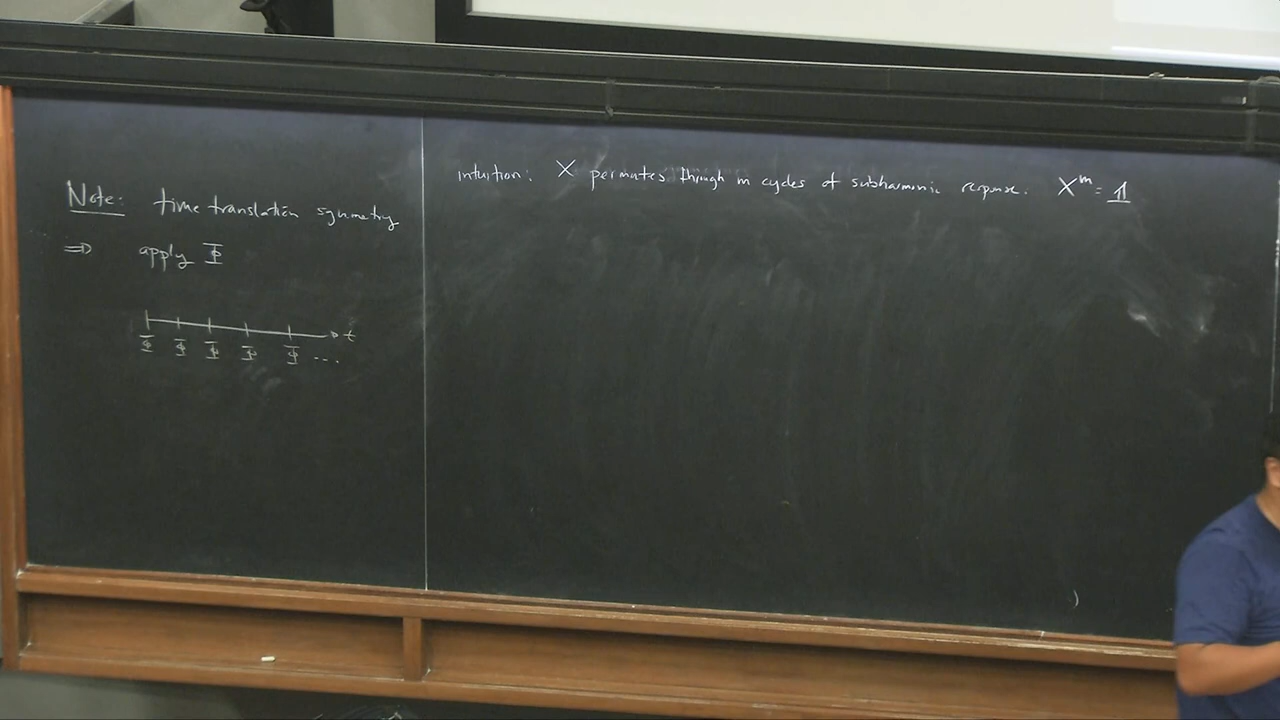 Note: time translation symmetry
⇒ apply Φ
t
Φ Φ Φ Φ Φ ...
intuition: X permutes through m cycles of subharmonic response. X^m = 𝟙